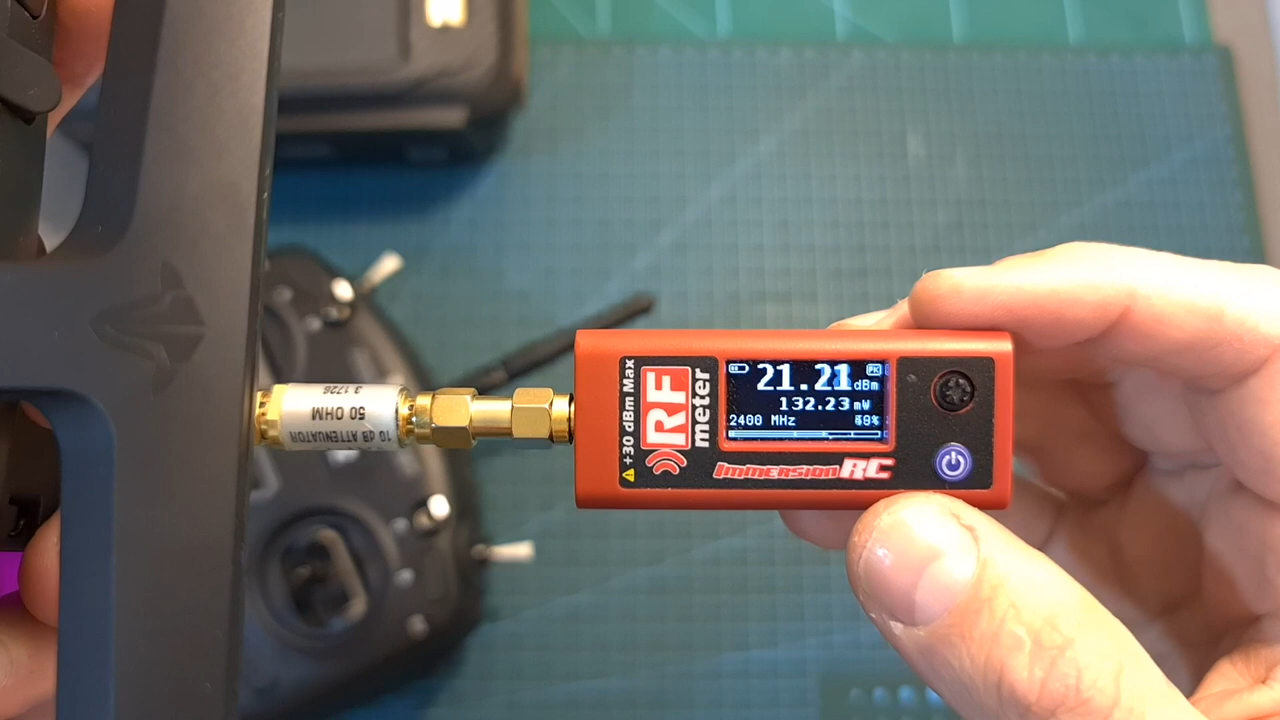 10 dB ATTENUATOR
50 OHM
3 1726
+30 dBm Max
RF
meter
PK
21.21 dBm
132.23 mW
2400 MHz
ImmersionRC